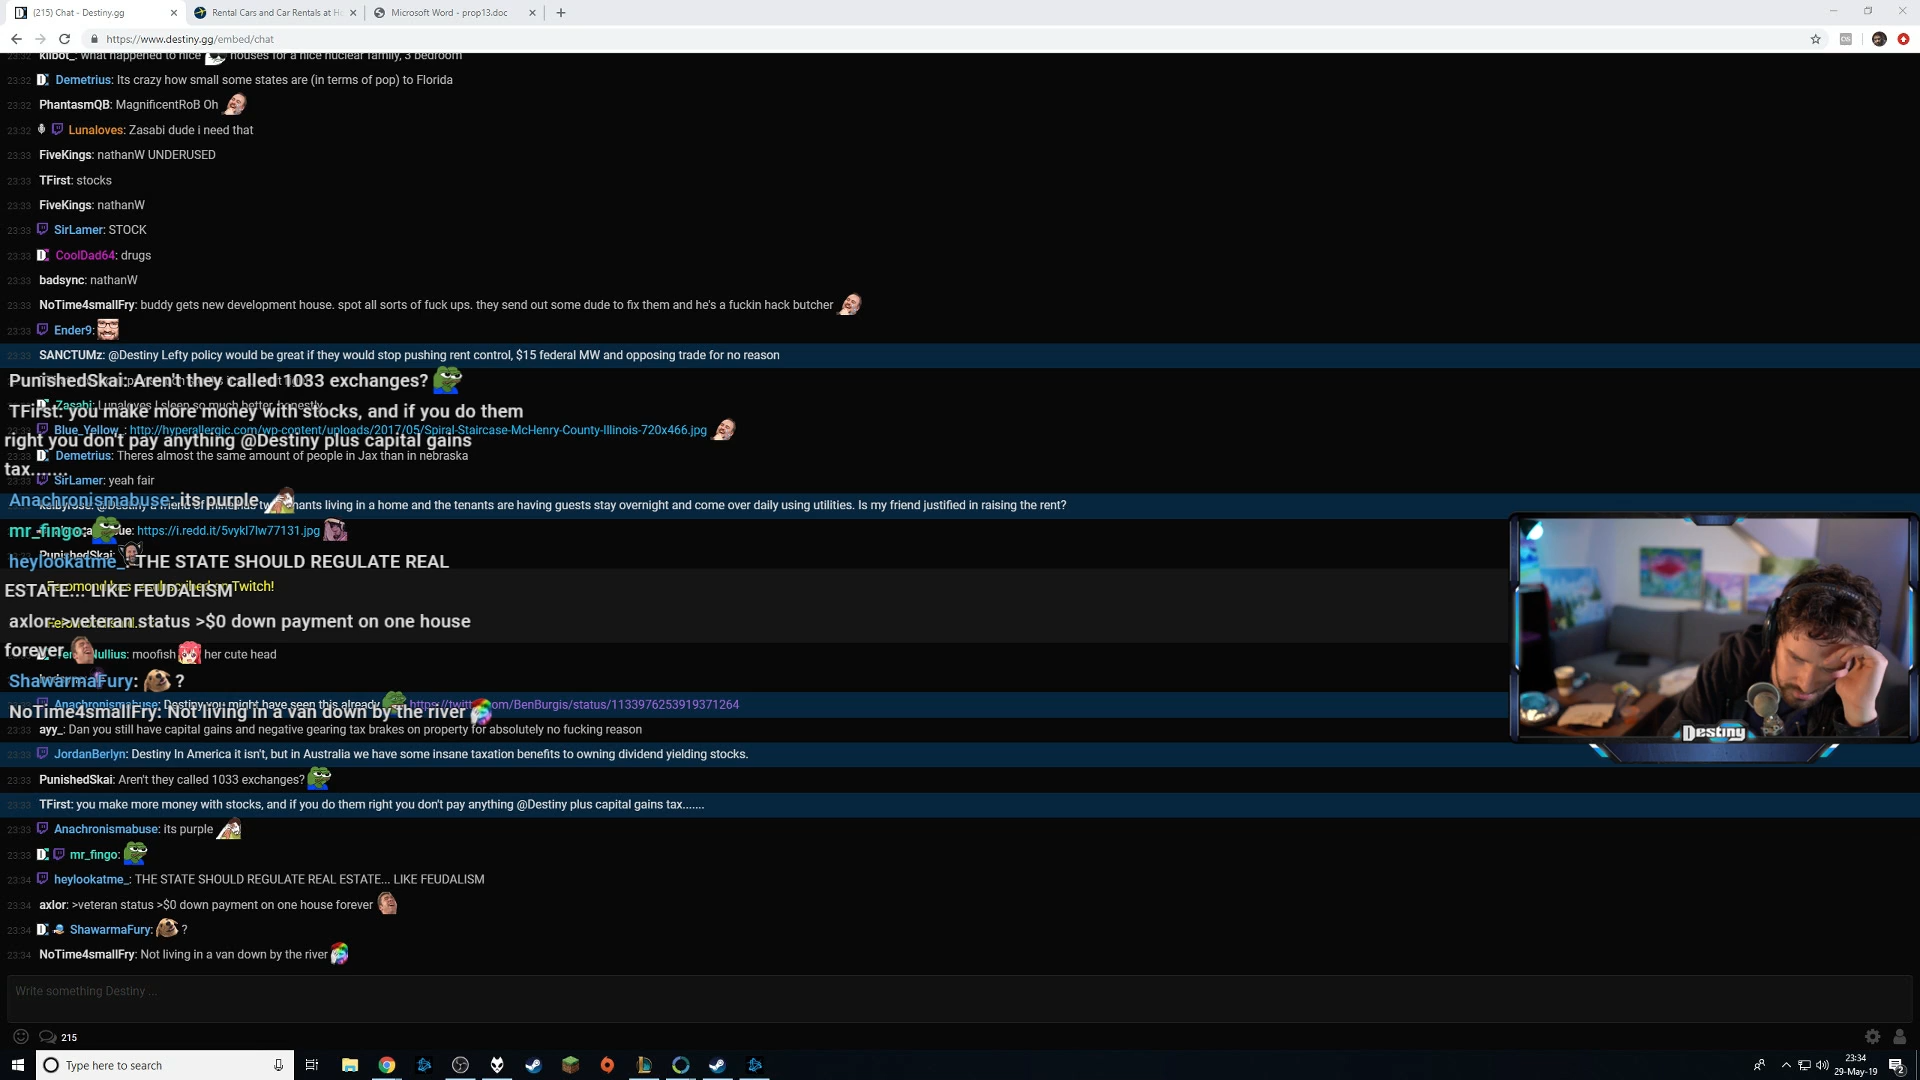 (215) Chat - Destiny.gg
Rental Cars and Car Rentals at H
Microsoft Word - prop13.doc
https://www.destiny.gg/embed/chat
23:32 kilbot_: what happened to nice houses for a nice nuclear family, 3 bedroom
23:32 Demetrius: Its crazy how small some states are (in terms of pop) to Florida
23:32 PhantasmQB: MagnificentRoB Oh
23:32 Lunaloves: Zasabi dude i need that
23:33 FiveKings: nathanW UNDERUSED
23:33 TFirst: stocks
23:33 FiveKings: nathanW
23:33 SirLamer: STOCK
23:33 CoolDad64: drugs
23:33 badsync: nathanW
23:33 NoTime4smallFry: buddy gets new development house. spot all sorts of fuck ups. they send out some dude to fix them and he's a fuckin hack butcher
23:33 Ender9:
23:33 SANCTUMz: @Destiny Lefty policy would be great if they would stop pushing rent control, $15 federal MW and opposing trade for no reason
PunishedSkai: Aren't they called 1033 exchanges?
Zasabi: Lunaloves I sleep so much better honestly
TFirst: you make more money with stocks, and if you do them
23:33 Blue_Yellow_: http://hyperallergic.com/wp-content/uploads/2017/05/Spiral-Staircase-McHenry-County-Illinois-720x466.jpg
right you don't pay anything @Destiny plus capital gains
23:33 Demetrius: Theres almost the same amount of people in Jax than in nebraska
tax.......
23:33 SirLamer: yeah fair
Anachronismabuse: its purple
living in a home and the tenants are having guests stay overnight and come over daily using utilities. Is my friend justified in raising the rent?
mr_fingo:
https://i.redd.it/5vykl7lw77131.jpg
PunishedSkai:
heylookatme_: THE STATE SHOULD REGULATE REAL
on Twitch!
ESTATE... LIKE FEUDALISM
axlor: >veteran status >$0 down payment on one house
forever
Nullius: moofish her cute head
ShawarmaFury: ?
Anachronismabuse: Destiny you might have seen this already https://twitter.com/BenBurgis/status/1133976253919371264
NoTime4smallFry: Not living in a van down by the river
23:33 ayy_: Dan you still have capital gains and negative gearing tax brakes on property for absolutely no fucking reason
23:33 JordanBerlyn: Destiny In America it isn't, but in Australia we have some insane taxation benefits to owning dividend yielding stocks.
23:33 PunishedSkai: Aren't they called 1033 exchanges?
23:33 TFirst: you make more money with stocks, and if you do them right you don't pay anything @Destiny plus capital gains tax.......
23:33 Anachronismabuse: its purple
23:33 mr_fingo:
23:34 heylookatme_: THE STATE SHOULD REGULATE REAL ESTATE... LIKE FEUDALISM
23:34 axlor: >veteran status >$0 down payment on one house forever
23:34 ShawarmaFury: ?
23:34 NoTime4smallFry: Not living in a van down by the river
Destiny
Write something Destiny ...
215
Type here to search
23:34
29-May-19
2